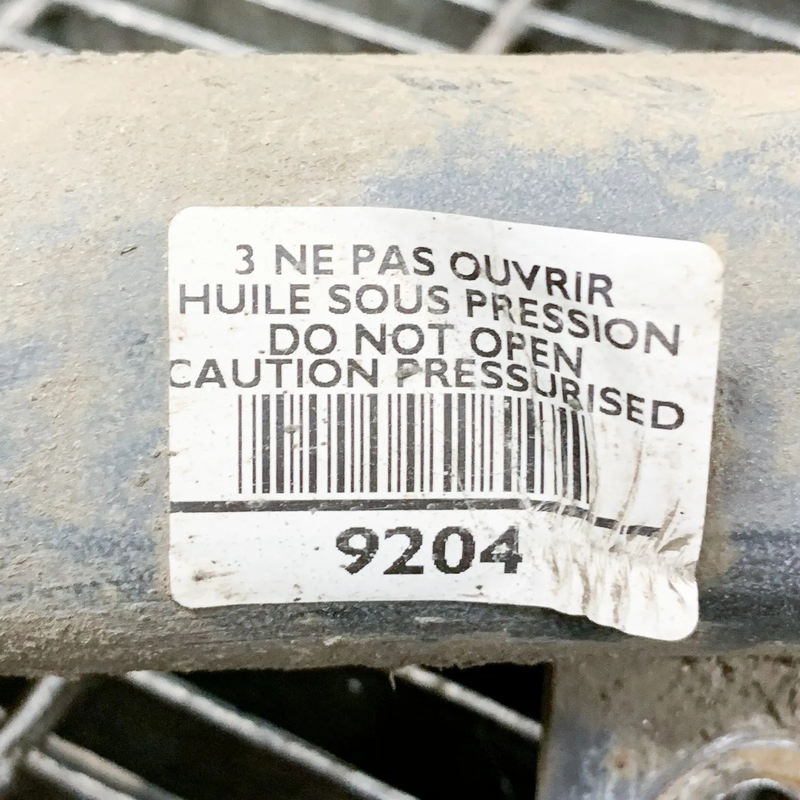 3 NE PAS OUVRIR
HUILE SOUS PRESSION
DO NOT OPEN
CAUTION PRESSURISED
9204